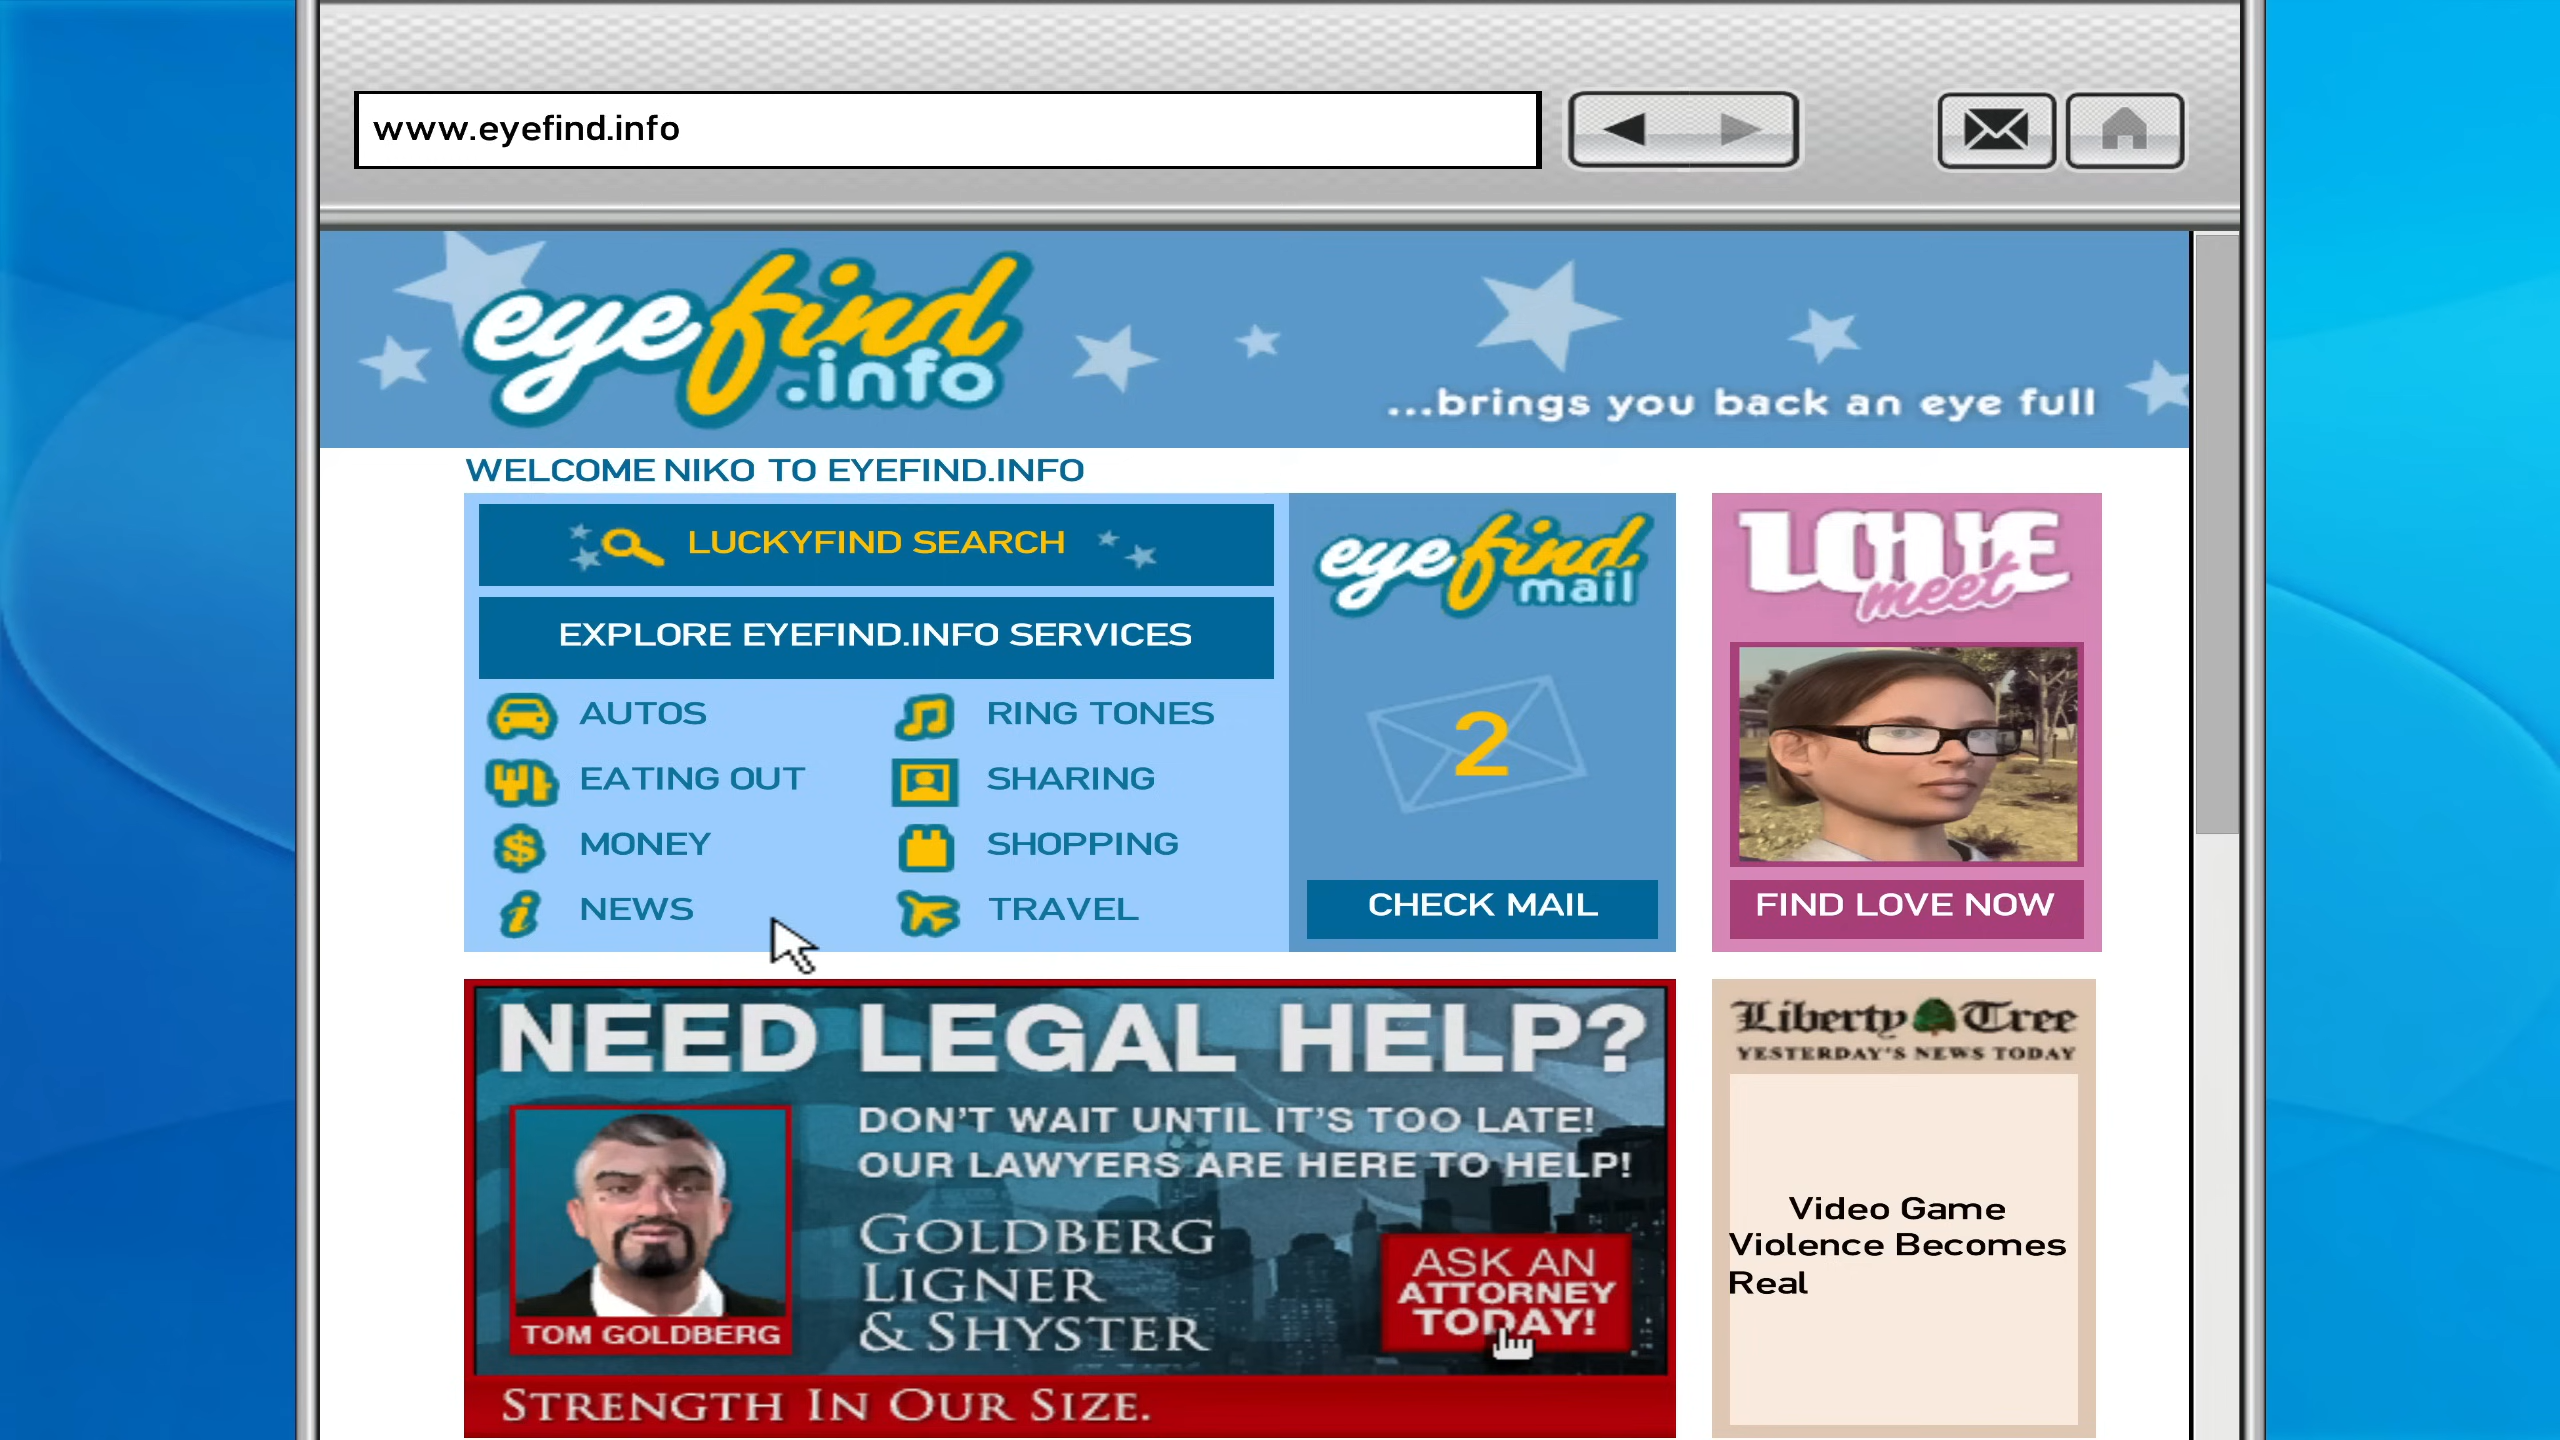 www.eyefind.info
eyefind
.info
...brings you back an eye full
WELCOME NIKO TO EYEFIND.INFO
LUCKYFIND SEARCH
EXPLORE EYEFIND.INFO SERVICES
AUTOS
RING TONES
EATING OUT
SHARING
MONEY
SHOPPING
NEWS
TRAVEL
eyefind
mail
2
CHECK MAIL
LOVE
meet
FIND LOVE NOW
NEED LEGAL HELP?
DON'T WAIT UNTIL IT'S TOO LATE!
OUR LAWYERS ARE HERE TO HELP!
GOLDBERG
LIGNER
& SHYSTER
TOM GOLDBERG
ASK AN
ATTORNEY
TODAY!
STRENGTH IN OUR SIZE.
Liberty Tree
YESTERDAY'S NEWS TODAY
Video Game
Violence Becomes
Real